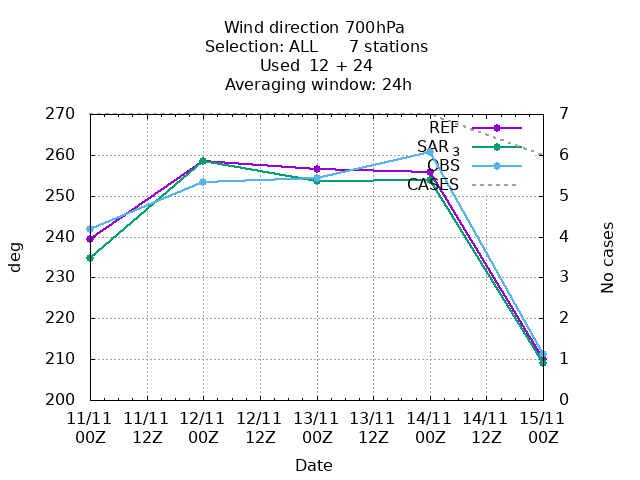 Wind direction 700hPa
Selection: ALL 7 stations
Used 12 + 24
Averaging window: 24h
270 7
REF
SAR 3
260 6
OBS
CASES
250 5
240 4
deg
No cases
230 3
220 2
210 1
200 0
11/11 11/11 12/11 12/11 13/11 13/11 14/11 14/11 15/11
00Z 12Z 00Z 12Z 00Z 12Z 00Z 12Z 00Z
Date